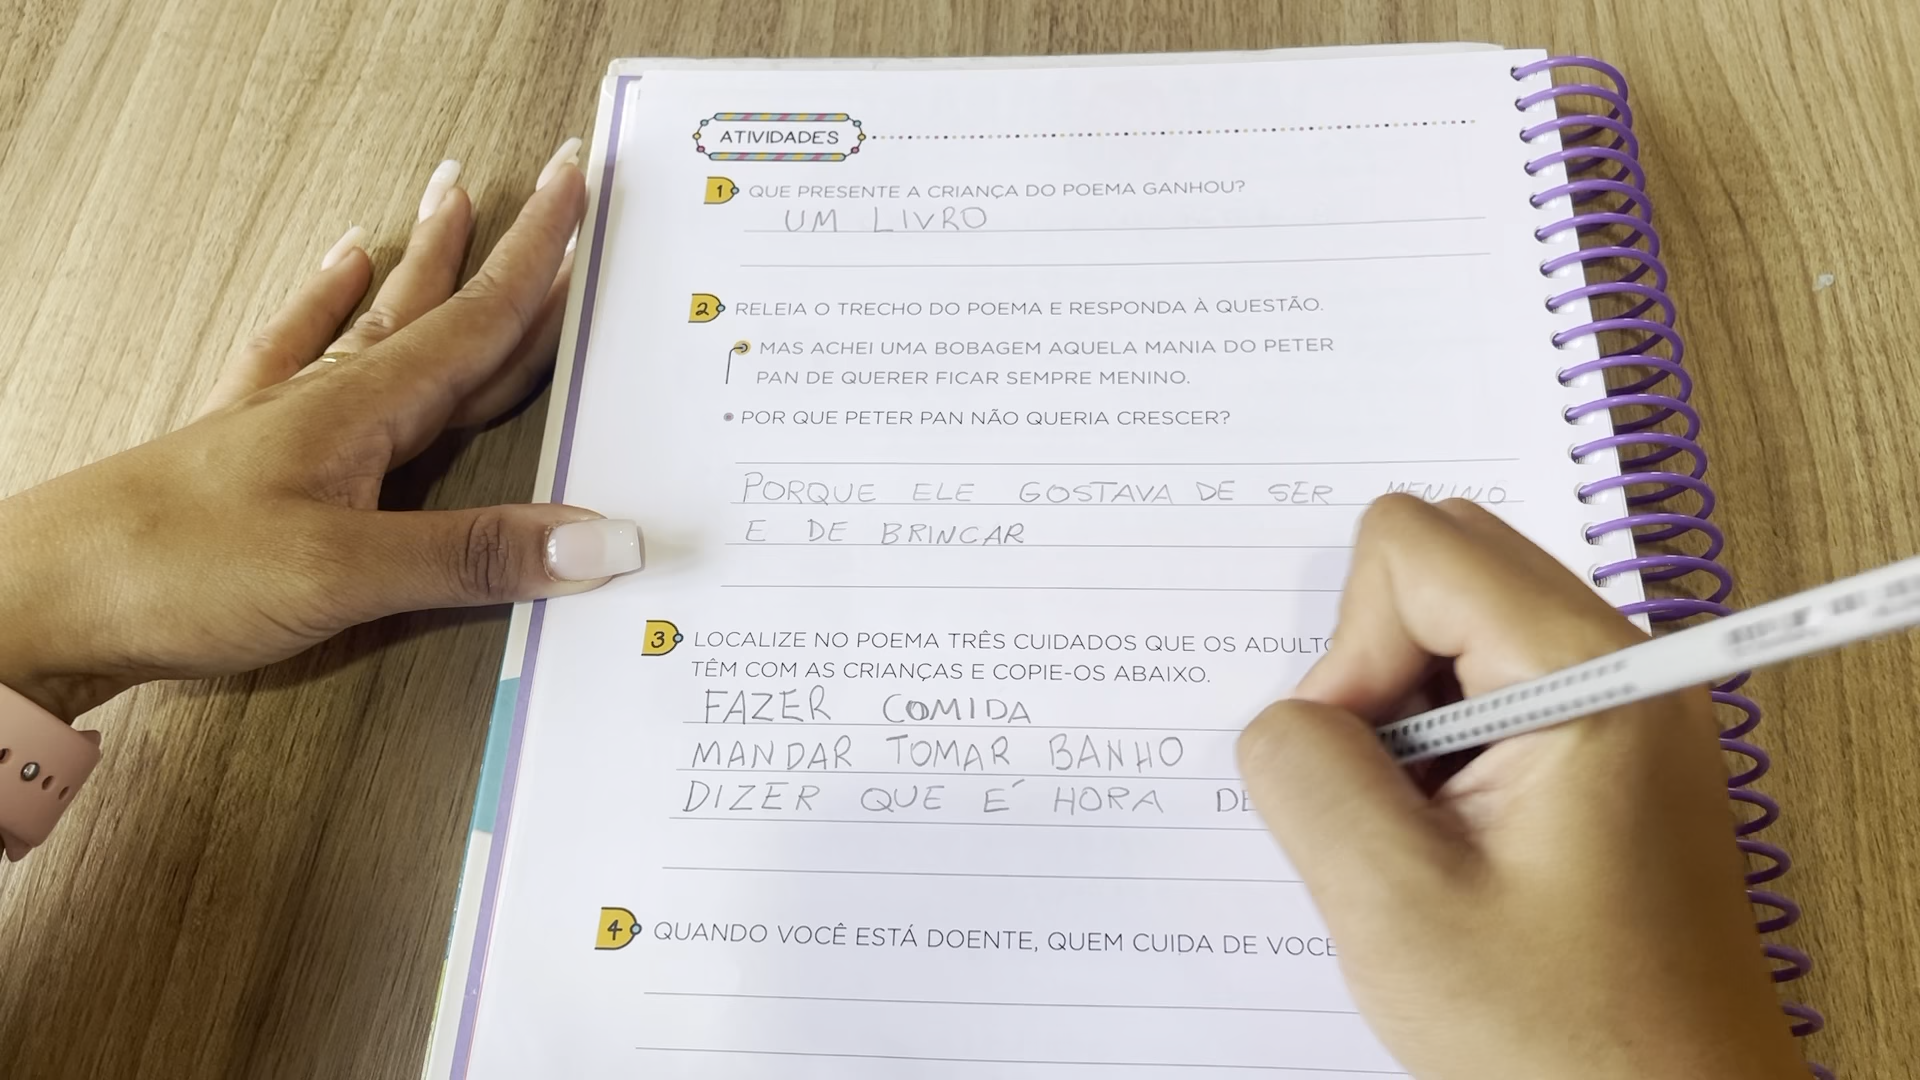 ATIVIDADES
1 QUE PRESENTE A CRIANÇA DO POEMA GANHOU?
UM LIVRO
2 RELEIA O TRECHO DO POEMA E RESPONDA À QUESTÃO.
MAS ACHEI UMA BOBAGEM AQUELA MANIA DO PETER
PAN DE QUERER FICAR SEMPRE MENINO.
• POR QUE PETER PAN NÃO QUERIA CRESCER?
PORQUE ELE GOSTAVA DE SER MENINO
E DE BRINCAR
3 LOCALIZE NO POEMA TRÊS CUIDADOS QUE OS ADULTO
TÊM COM AS CRIANÇAS E COPIE-OS ABAIXO.
FAZER COMIDA
MANDAR TOMAR BANHO
DIZER QUE É HORA DE
4 QUANDO VOCÊ ESTÁ DOENTE, QUEM CUIDA DE VOCÊ